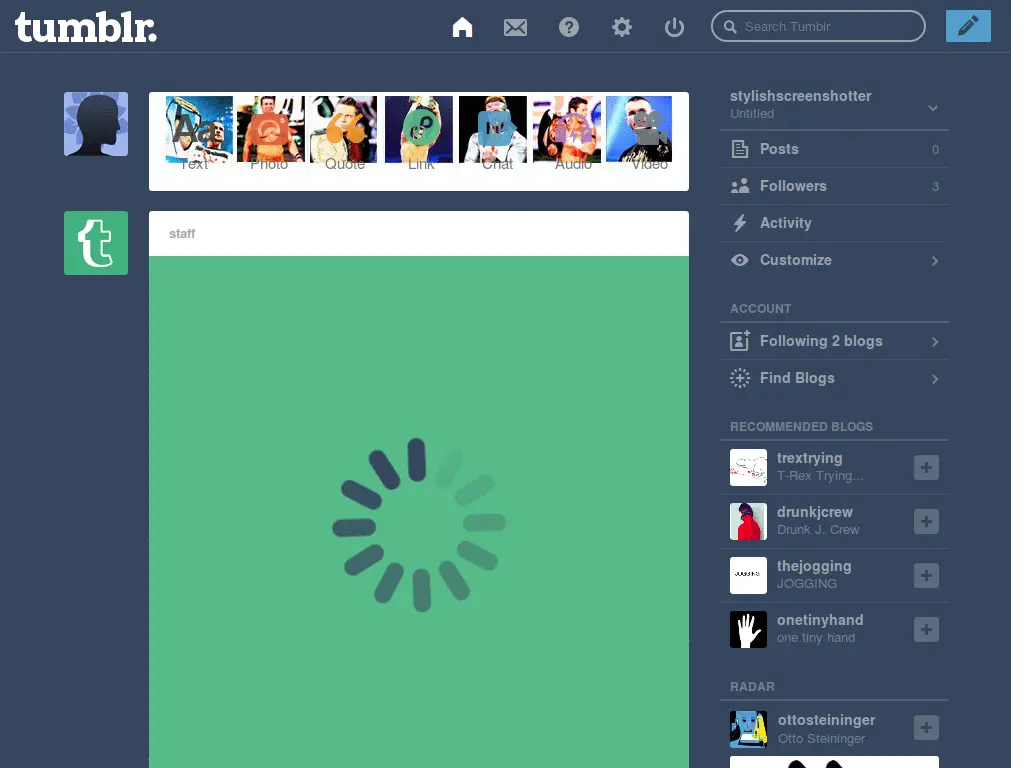 tumblr.
Search Tumblr
Aa
Text
Photo
Quote
Link
Chat
Audio
Video
t
staff
stylishscreenshotter
Untitled
Posts 0
Followers 3
Activity
Customize
ACCOUNT
Following 2 blogs
Find Blogs
RECOMMENDED BLOGS
trextrying
T-Rex Trying...
drunkjcrew
Drunk J. Crew
JOGGING
thejogging
JOGGING
onetinyhand
one tiny hand
RADAR
ottosteininger
Otto Steininger